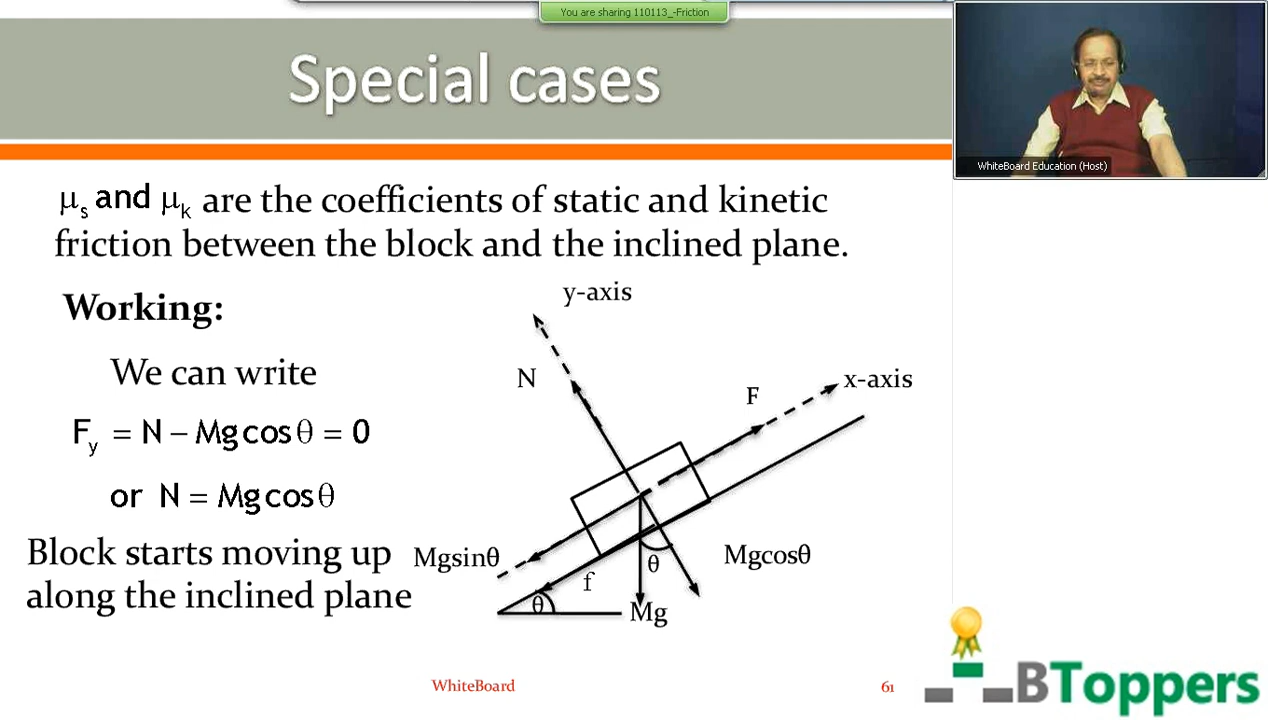 You are sharing 110113_-Friction
Special cases
WhiteBoard Education (Host)
μs and μk are the coefficients of static and kinetic
friction between the block and the inclined plane.
Working:
We can write
Fy = N − Mg cos θ = 0
or N = Mg cos θ
Block starts moving up
along the inclined plane
y-axis
N
F
x-axis
Mgsinθ
f
θ
θ
Mg
Mgcosθ
WhiteBoard
61
BToppers